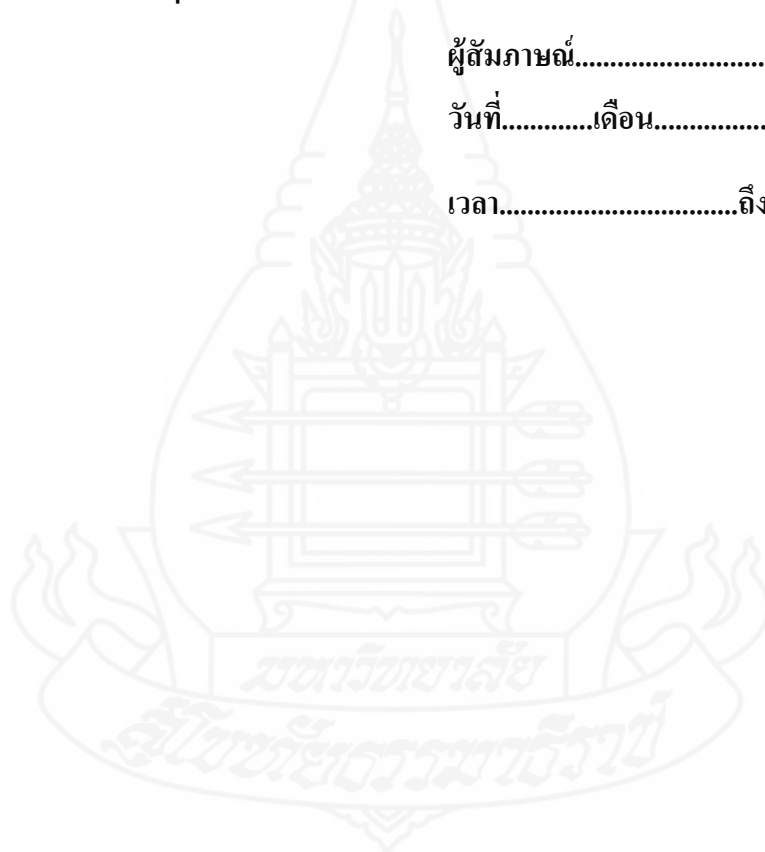 ผู้สัมภาษณ์...........................
วันที่.............เดือน................
เวลา..................................ถึง
มหาวิทยาลัย
สุโขทัยธรรมาธิราช